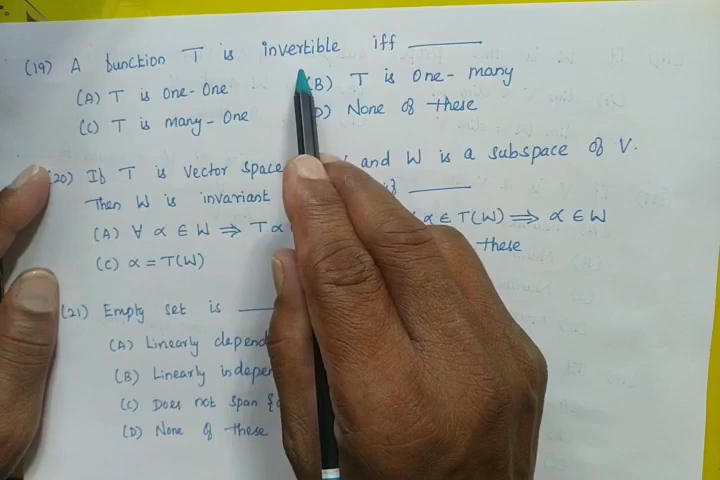 (19) A function T is invertible iff ______
(A) T is One-One (B) T is One-many
(C) T is many-One (D) None of these
(20) If T is Vector space and W is a subspace of V.
Then W is invariant if ______
(A) ∀ α ∈ W ⇒ Tα α ∈ T(W) ⇒ α ∈ W
(C) α = T(W) these
(21) Empty set is
(A) Linearly depend
(B) Linearly indepen
(C) Does not span {
(D) None of these